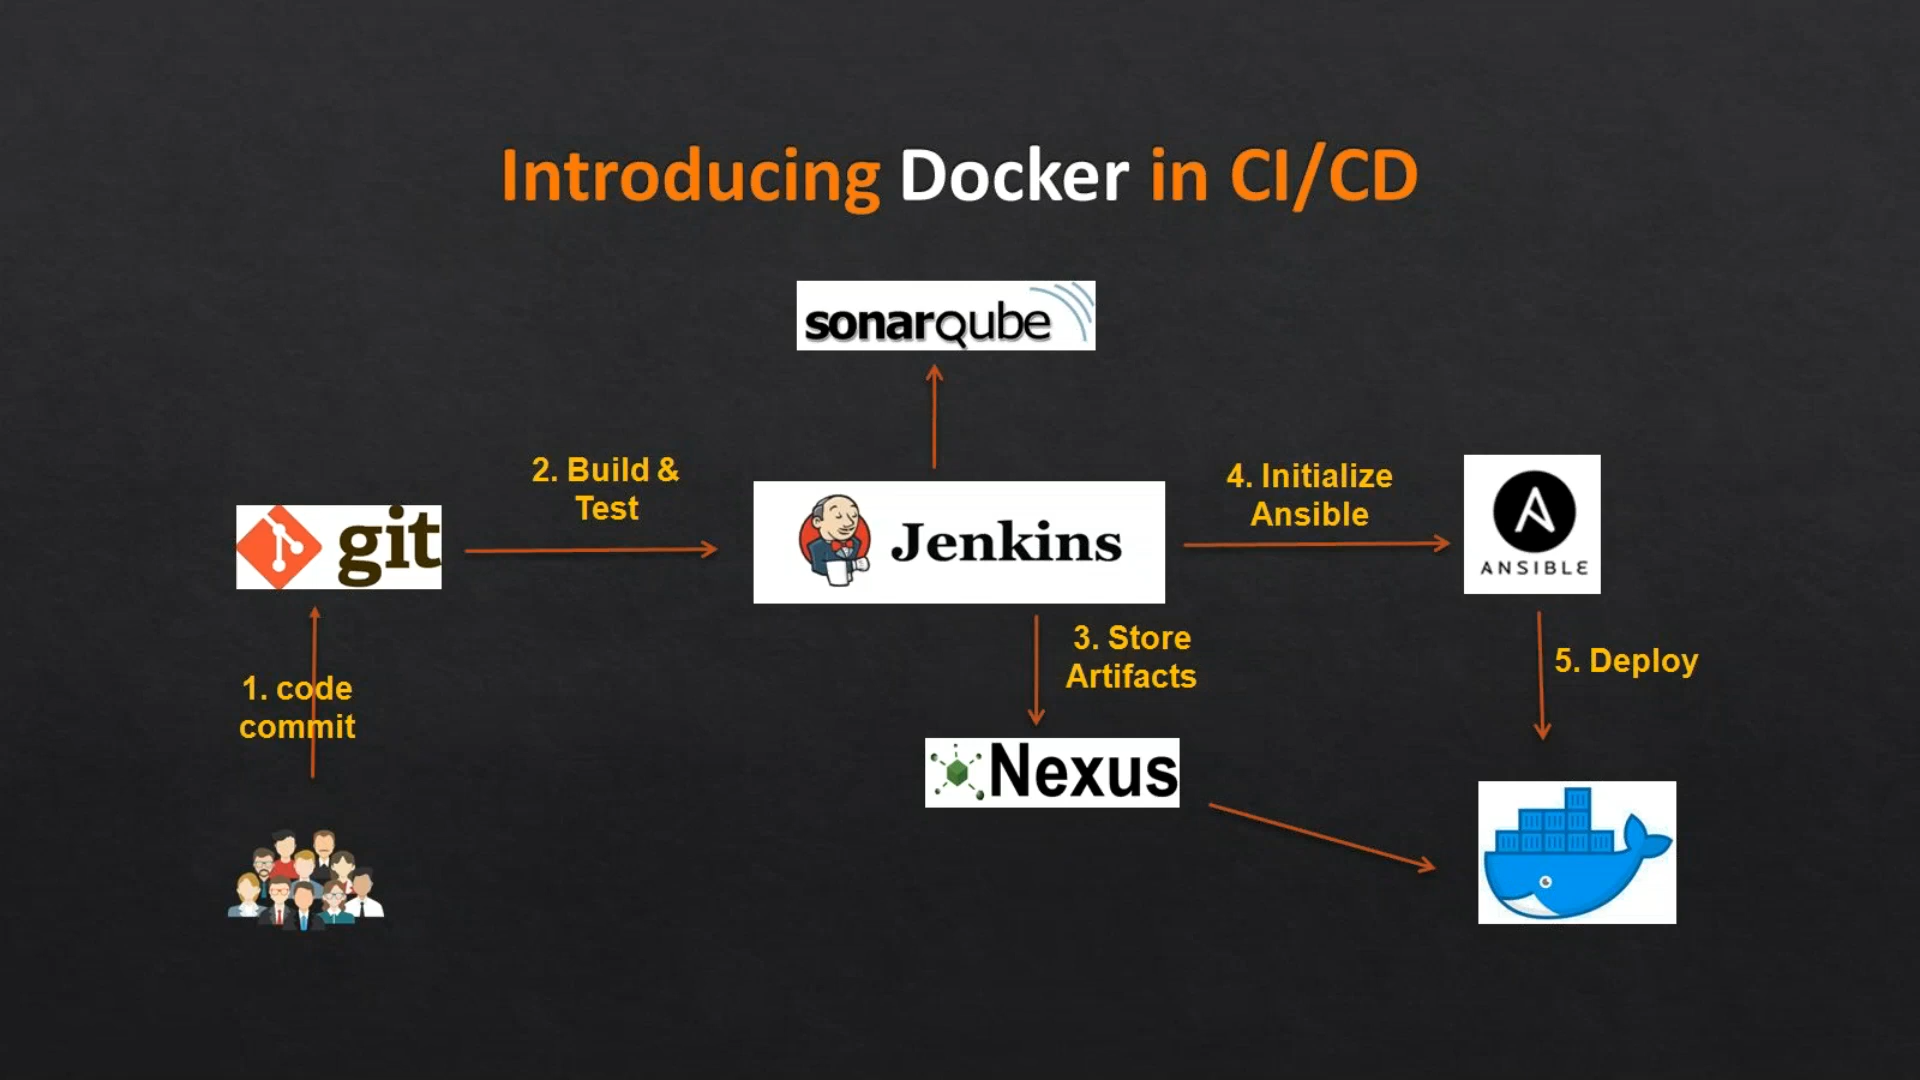 Introducing Docker in CI/CD
sonarqube
2. Build &
Test
4. Initialize
Ansible
git
Jenkins
ANSIBLE
3. Store
Artifacts
5. Deploy
1. code
commit
Nexus